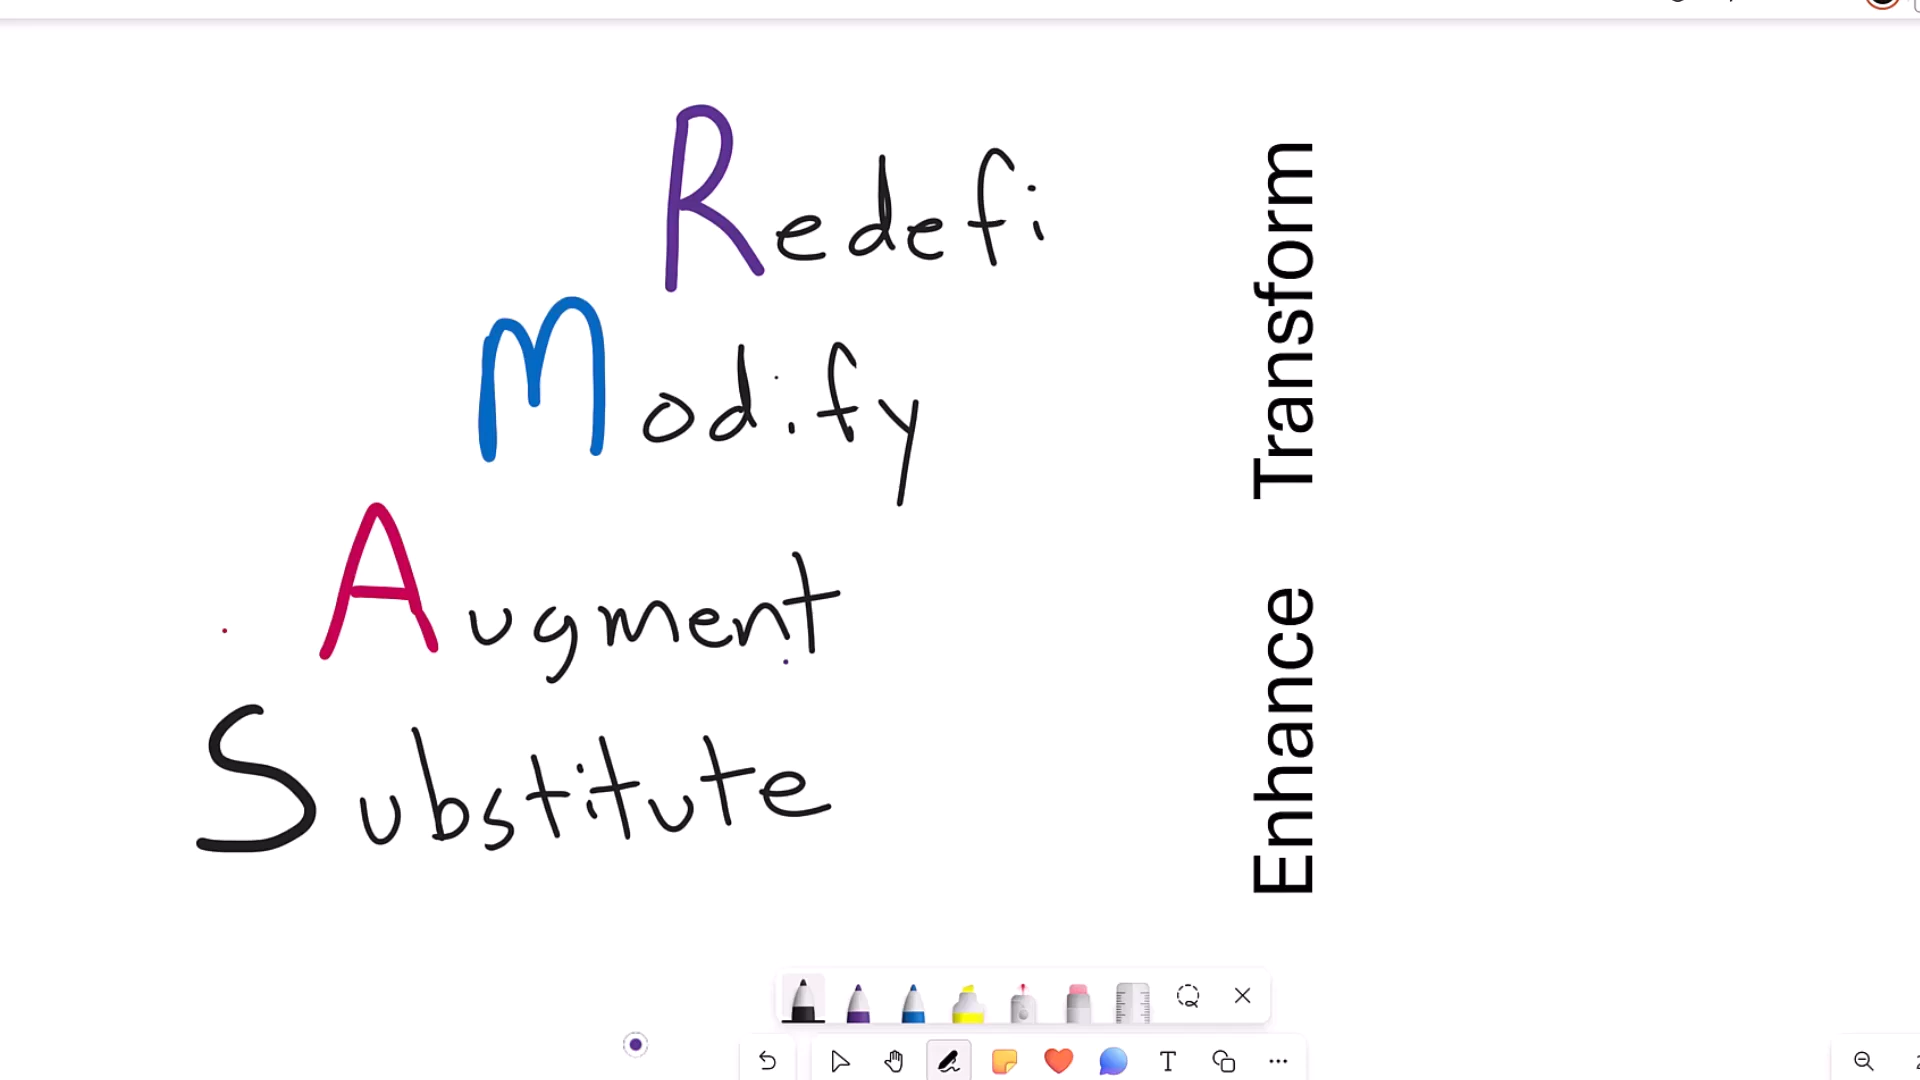 Redefi
Modify
Augment
Substitute
Transform
Enhance